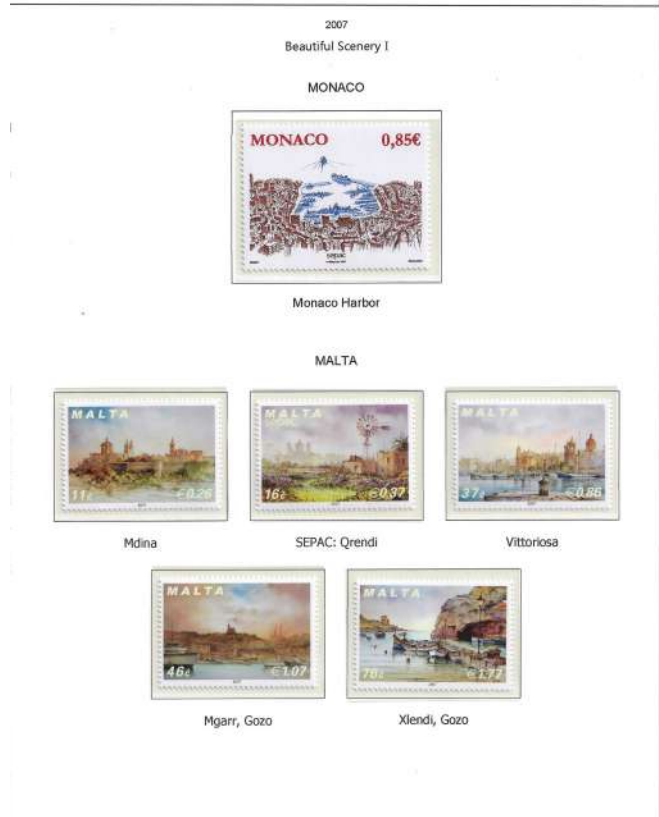 2007
Beautiful Scenery I
MONACO
MONACO 0,85€
sepac
Monaco Harbor
MALTA
MALTA
11c €0.26
MALTA
SEPAC
16c €0.37
MALTA
37c €0.86
Mdina
SEPAC: Qrendi
Vittoriosa
MALTA
46c €1.07
MALTA
76c €1.77
Mgarr, Gozo
Xlendi, Gozo